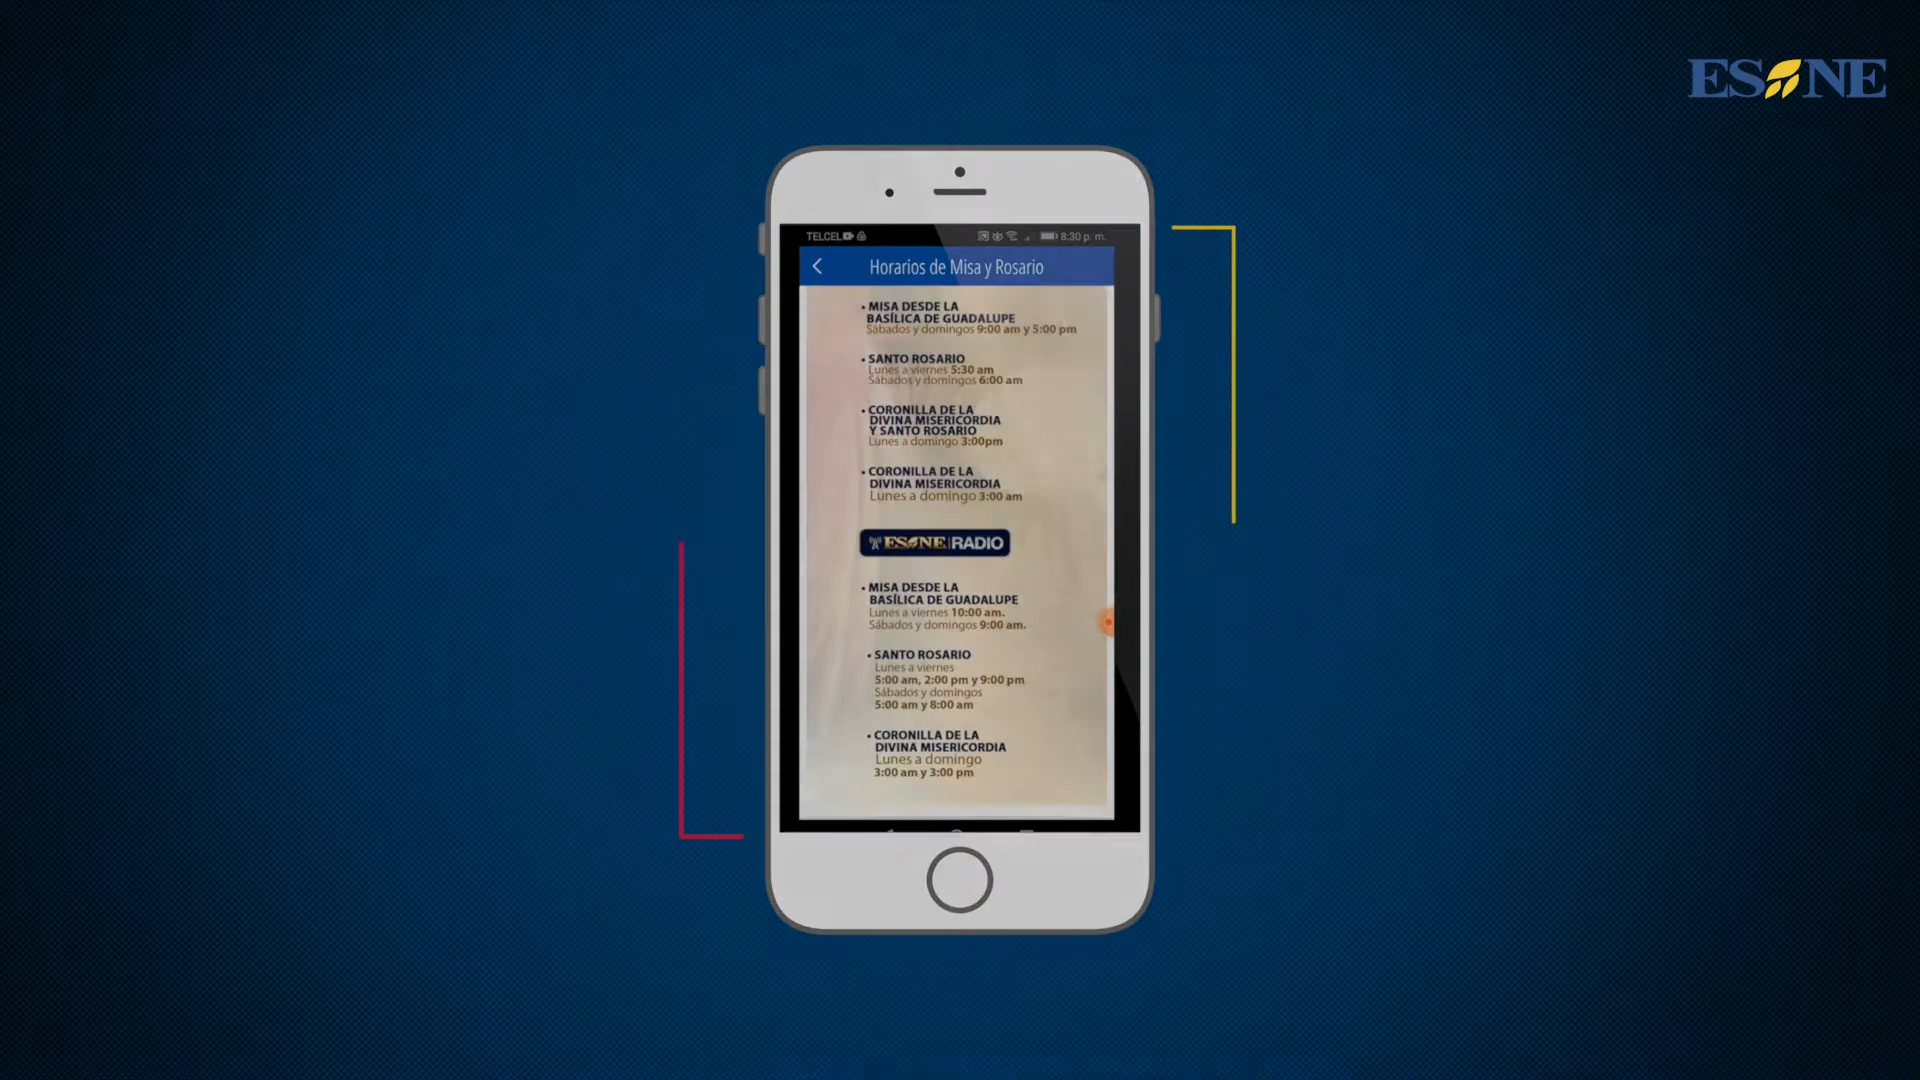 ESNE
TELCEL 8:30 p. m.
Horarios de Misa y Rosario
• MISA DESDE LA
BASÍLICA DE GUADALUPE
Sábados y domingos 9:00 am y 5:00 pm
• SANTO ROSARIO
Lunes a viernes 5:30 am
Sábados y domingos 6:00 am
• CORONILLA DE LA
DIVINA MISERICORDIA
Y SANTO ROSARIO
Lunes a domingo 3:00pm
• CORONILLA DE LA
DIVINA MISERICORDIA
Lunes a domingo 3:00 am
ESNE RADIO
• MISA DESDE LA
BASÍLICA DE GUADALUPE
Lunes a viernes 10:00 am.
Sábados y domingos 9:00 am.
• SANTO ROSARIO
Lunes a viernes
5:00 am, 2:00 pm y 9:00 pm
Sábados y domingos
5:00 am y 8:00 am
• CORONILLA DE LA
DIVINA MISERICORDIA
Lunes a domingo
3:00 am y 3:00 pm